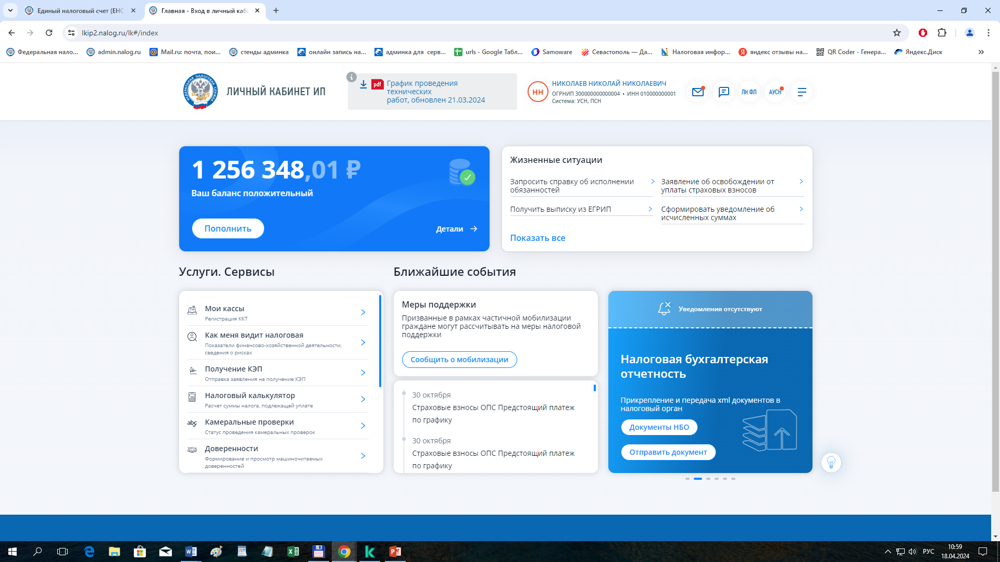 Единый налоговый счет (ЕНС
Главная - Вход в личный каб
lkip2.nalog.ru/lk#/index
Федеральная нало...
admin.nalog.ru
Mail.ru: почта, пои...
стенды админка
онлайн запись на...
админка для серв...
urls - Google Табл...
Samoware
Севастополь — Да...
Налоговая инфор...
яндекс отзывы на...
QR Coder - Генера...
Яндекс.Диск
ЛИЧНЫЙ КАБИНЕТ ИП
pdf
График проведения
технических
работ, обновлен 21.03.2024
НН
НИКОЛАЕВ НИКОЛАЙ НИКОЛАЕВИЧ
ОГРНИП 300000000000004 • ИНН 010000000001
Система: УСН, ПСН
ЛК ФЛ
АУСН
1 256 348,01 ₽
Ваш баланс положительный
Пополнить
Детали
Жизненные ситуации
Запросить справку об исполнении
обязанностей
Заявление об освобождении от
уплаты страховых взносов
Получить выписку из ЕГРИП
Сформировать уведомление об
исчисленных суммах
Показать все
Услуги. Сервисы
Мои кассы
Регистрация ККТ
Как меня видит налоговая
Показатели финансово-хозяйственной деятельности,
сведения о рисках
Получение КЭП
Отправка заявления на получение КЭП
Налоговый калькулятор
Расчет суммы налога, подлежащей уплате
abc
Камеральные проверки
Статус проведения камеральных проверок
Доверенности
Формирование и просмотр машиночитаемых
доверенностей
Ближайшие события
Меры поддержки
Призванные в рамках частичной мобилизации
граждане могут рассчитывать на меры налоговой
поддержки
Сообщить о мобилизации
30 октября
Страховые взносы ОПС Предстоящий платеж
по графику
30 октября
Страховые взносы ОПС Предстоящий платеж
по графику
Уведомления отсутствуют
Налоговая бухгалтерская
отчетность
Прикрепление и передача xml документов в
налоговый орган
Документы НБО
Отправить документ
РУС
10:59
18.04.2024